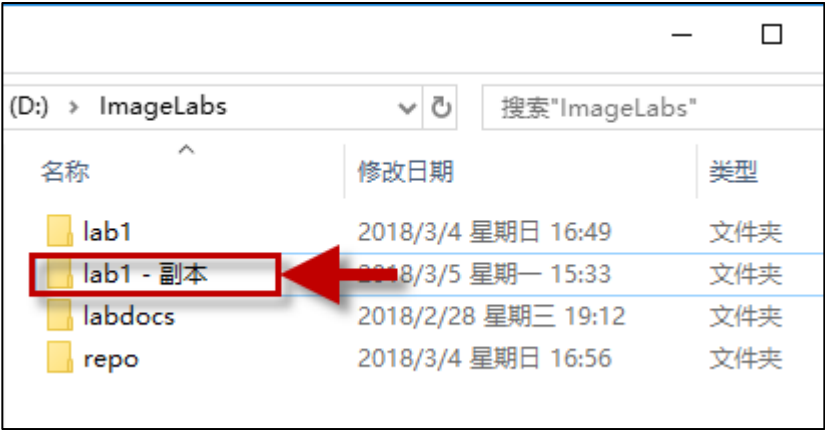 (D:) > ImageLabs 搜索"ImageLabs"
名称 修改日期 类型
lab1 2018/3/4 星期日 16:49 文件夹
lab1 - 副本 8/3/5 星期一 15:33 文件夹
labdocs 2018/2/28 星期三 19:12 文件夹
repo 2018/3/4 星期日 16:56 文件夹